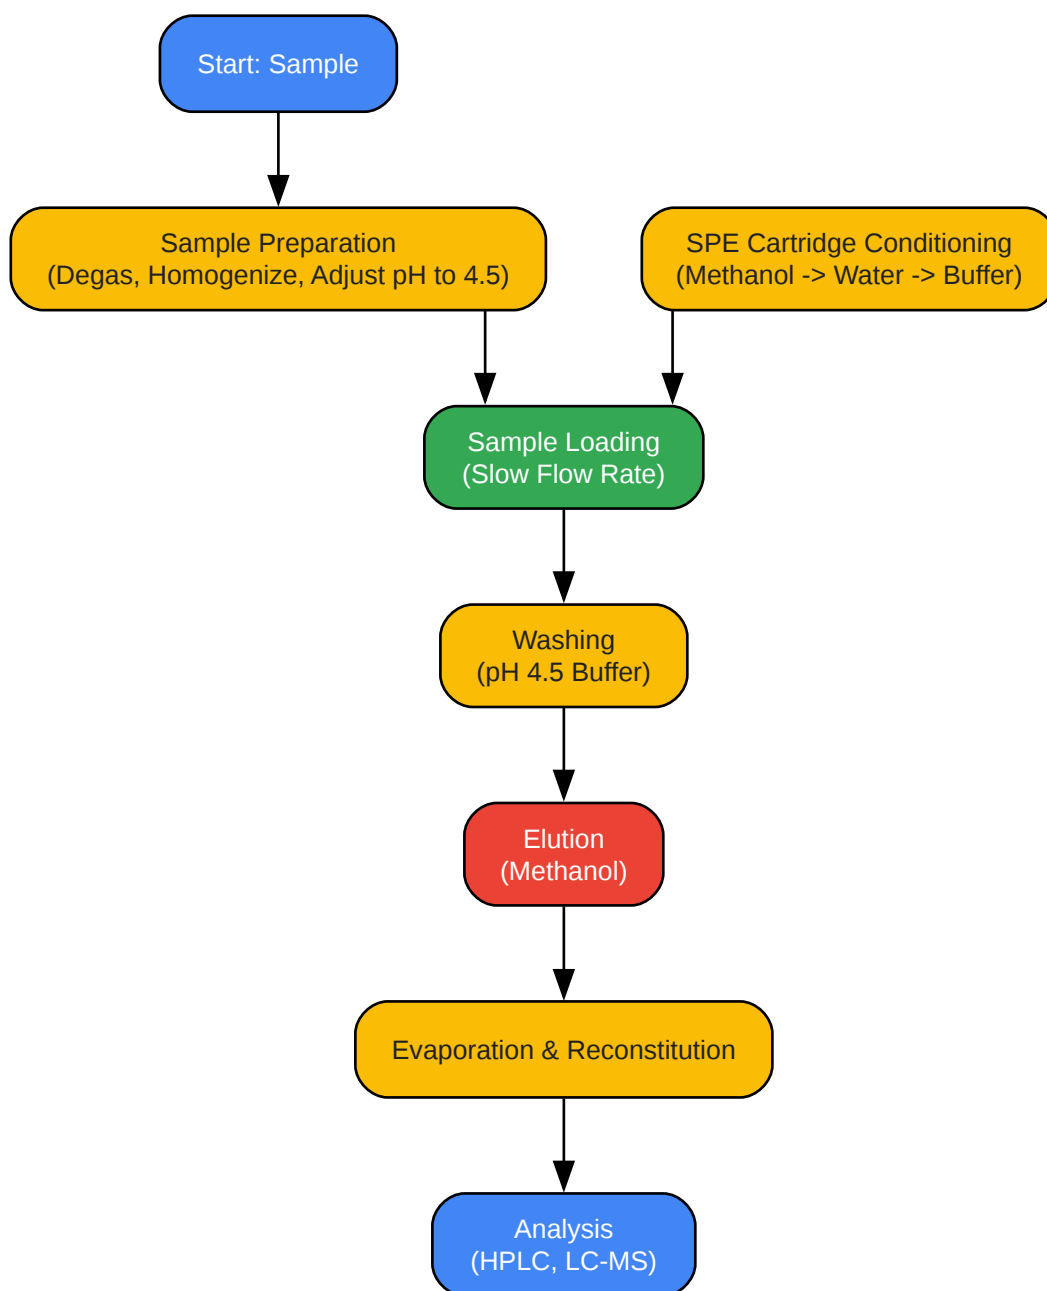 Start: Sample
Sample Preparation
(Degas, Homogenize, Adjust pH to 4.5)
SPE Cartridge Conditioning
(Methanol -> Water -> Buffer)
Sample Loading
(Slow Flow Rate)
Washing
(pH 4.5 Buffer)
Elution
(Methanol)
Evaporation & Reconstitution
Analysis
(HPLC, LC-MS)